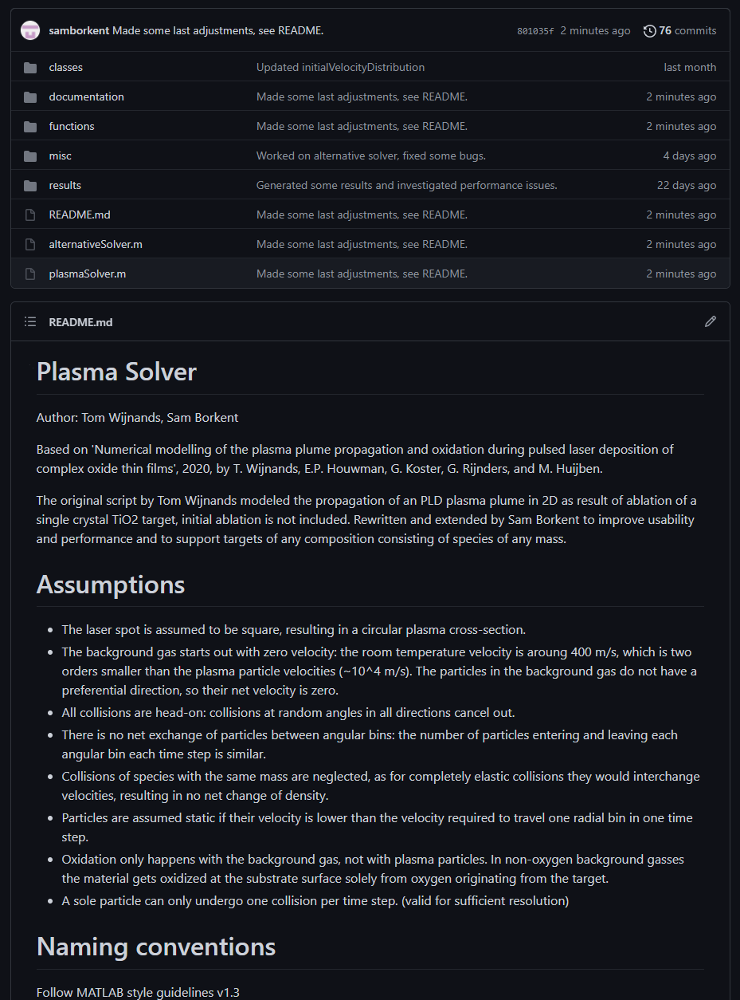 samborkent Made some last adjustments, see README. 801035f 2 minutes ago 76 commits
classes Updated initialVelocityDistribution last month
documentation Made some last adjustments, see README. 2 minutes ago
functions Made some last adjustments, see README. 2 minutes ago
misc Worked on alternative solver, fixed some bugs. 4 days ago
results Generated some results and investigated performance issues. 22 days ago
README.md Made some last adjustments, see README. 2 minutes ago
alternativeSolver.m Made some last adjustments, see README. 2 minutes ago
plasmaSolver.m Made some last adjustments, see README. 2 minutes ago
README.md
Plasma Solver
Author: Tom Wijnands, Sam Borkent
Based on 'Numerical modelling of the plasma plume propagation and oxidation during pulsed laser deposition of
complex oxide thin films', 2020, by T. Wijnands, E.P. Houwman, G. Koster, G. Rijnders, and M. Huijben.
The original script by Tom Wijnands modeled the propagation of an PLD plasma plume in 2D as result of ablation of a
single crystal TiO2 target, initial ablation is not included. Rewritten and extended by Sam Borkent to improve usability
and performance and to support targets of any composition consisting of species of any mass.
Assumptions
• The laser spot is assumed to be square, resulting in a circular plasma cross-section.
• The background gas starts out with zero velocity: the room temperature velocity is aroung 400 m/s, which is two
orders smaller than the plasma particle velocities (~10^4 m/s). The particles in the background gas do not have a
preferential direction, so their net velocity is zero.
• All collisions are head-on: collisions at random angles in all directions cancel out.
• There is no net exchange of particles between angular bins: the number of particles entering and leaving each
angular bin each time step is similar.
• Collisions of species with the same mass are neglected, as for completely elastic collisions they would interchange
velocities, resulting in no net change of density.
• Particles are assumed static if their velocity is lower than the velocity required to travel one radial bin in one time
step.
• Oxidation only happens with the background gas, not with plasma particles. In non-oxygen background gasses
the material gets oxidized at the substrate surface solely from oxygen originating from the target.
• A sole particle can only undergo one collision per time step. (valid for sufficient resolution)
Naming conventions
Follow MATLAB style guidelines v1.3